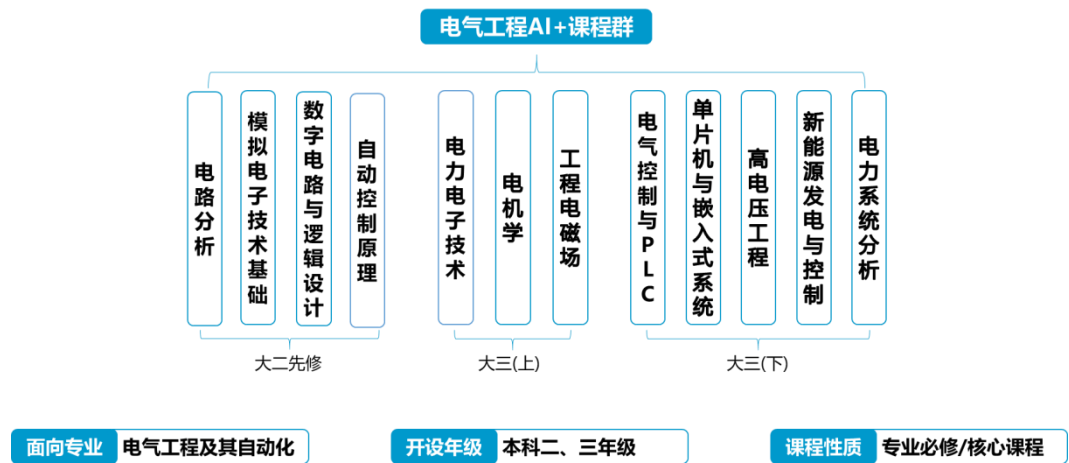 电气工程AI+课程群
电路分析
模拟电子技术基础
数字电路与逻辑设计
自动控制原理
电力电子技术
电机学
工程电磁场
电气控制与PLC
单片机与嵌入式系统
高电压工程
新能源发电与控制
电力系统分析
大二先修
大三(上)
大三(下)
面向专业 电气工程及其自动化
开设年级 本科二、三年级
课程性质 专业必修/核心课程